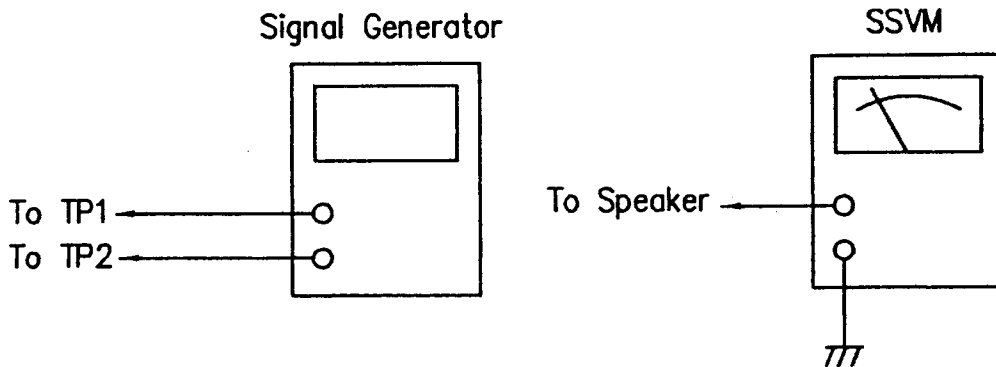 Signal Generator
SSVM
To TP1
To TP2
To Speaker